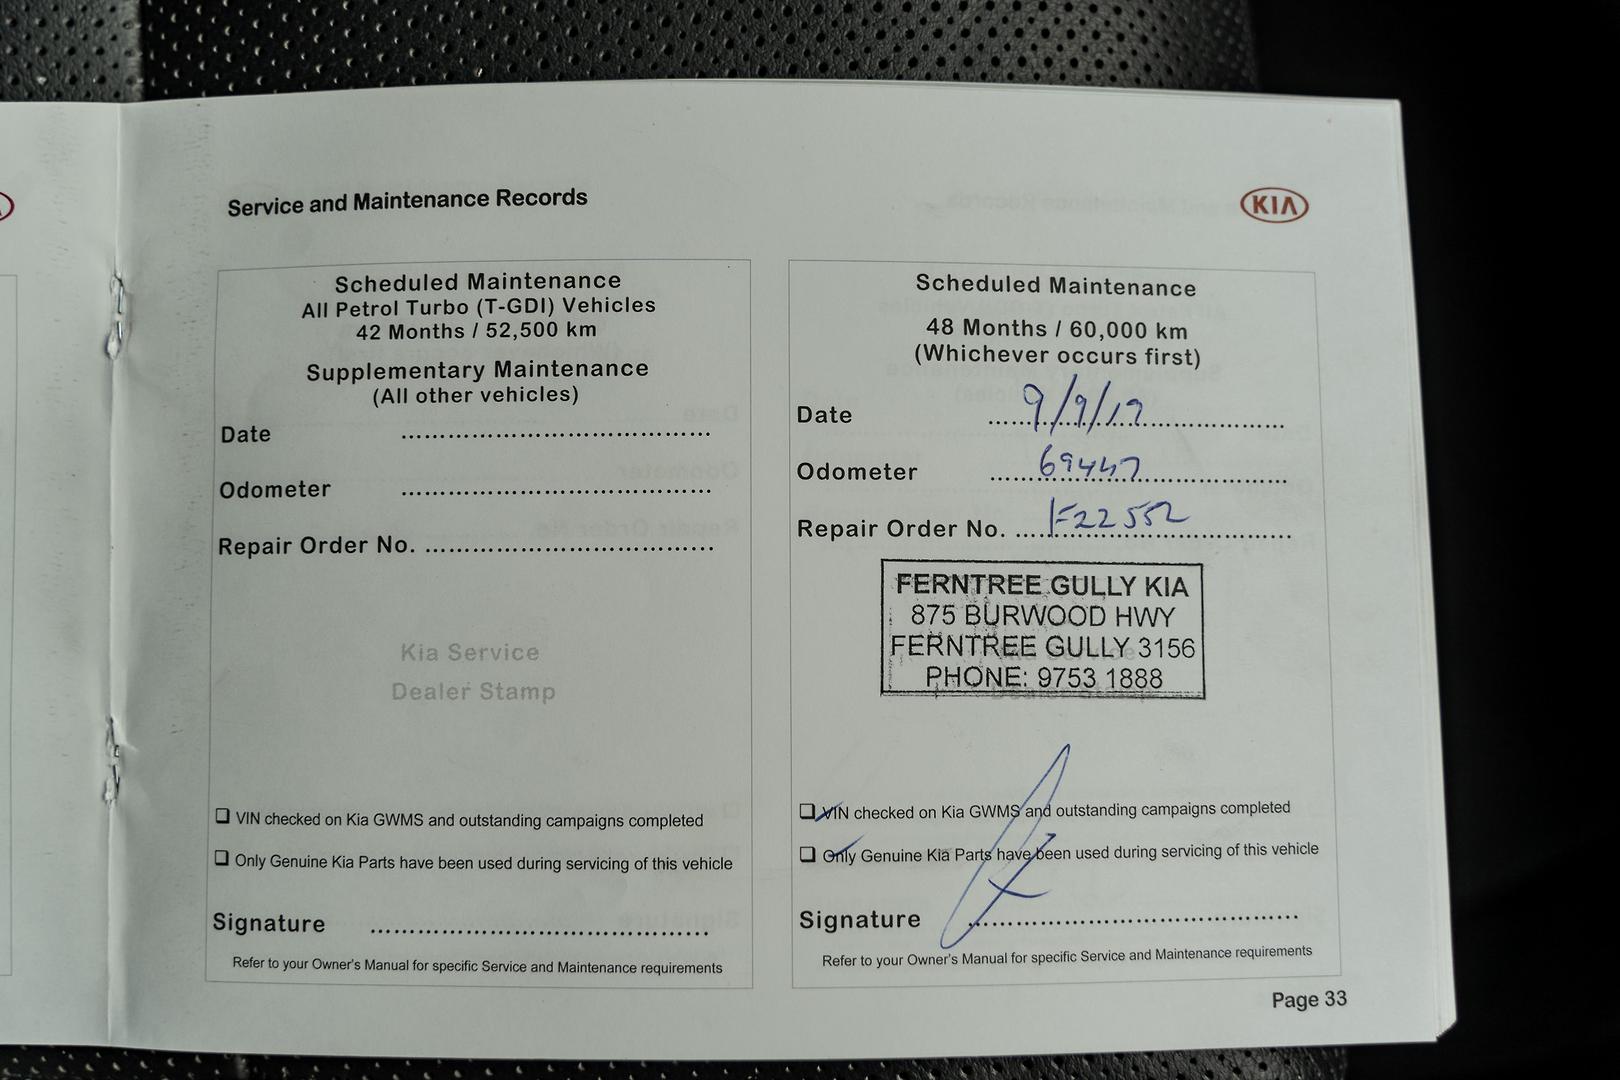 Service and Maintenance Records
KIA
Scheduled Maintenance
All Petrol Turbo (T-GDI) Vehicles
42 Months / 52,500 km
Supplementary Maintenance
(All other vehicles)
Date ........................................
Odometer ........................................
Repair Order No. .....................................
Kia Service
Dealer Stamp
❑ VIN checked on Kia GWMS and outstanding campaigns completed
❑ Only Genuine Kia Parts have been used during servicing of this vehicle
Signature ...........................................
Refer to your Owner's Manual for specific Service and Maintenance requirements
Scheduled Maintenance
48 Months / 60,000 km
(Whichever occurs first)
Date 9/9/19
Odometer 69447
Repair Order No. F22552
FERNTREE GULLY KIA
875 BURWOOD HWY
FERNTREE GULLY 3156
PHONE: 9753 1888
❑ VIN checked on Kia GWMS and outstanding campaigns completed
❑ Only Genuine Kia Parts have been used during servicing of this vehicle
Signature ...........................................
Refer to your Owner's Manual for specific Service and Maintenance requirements
Page 33